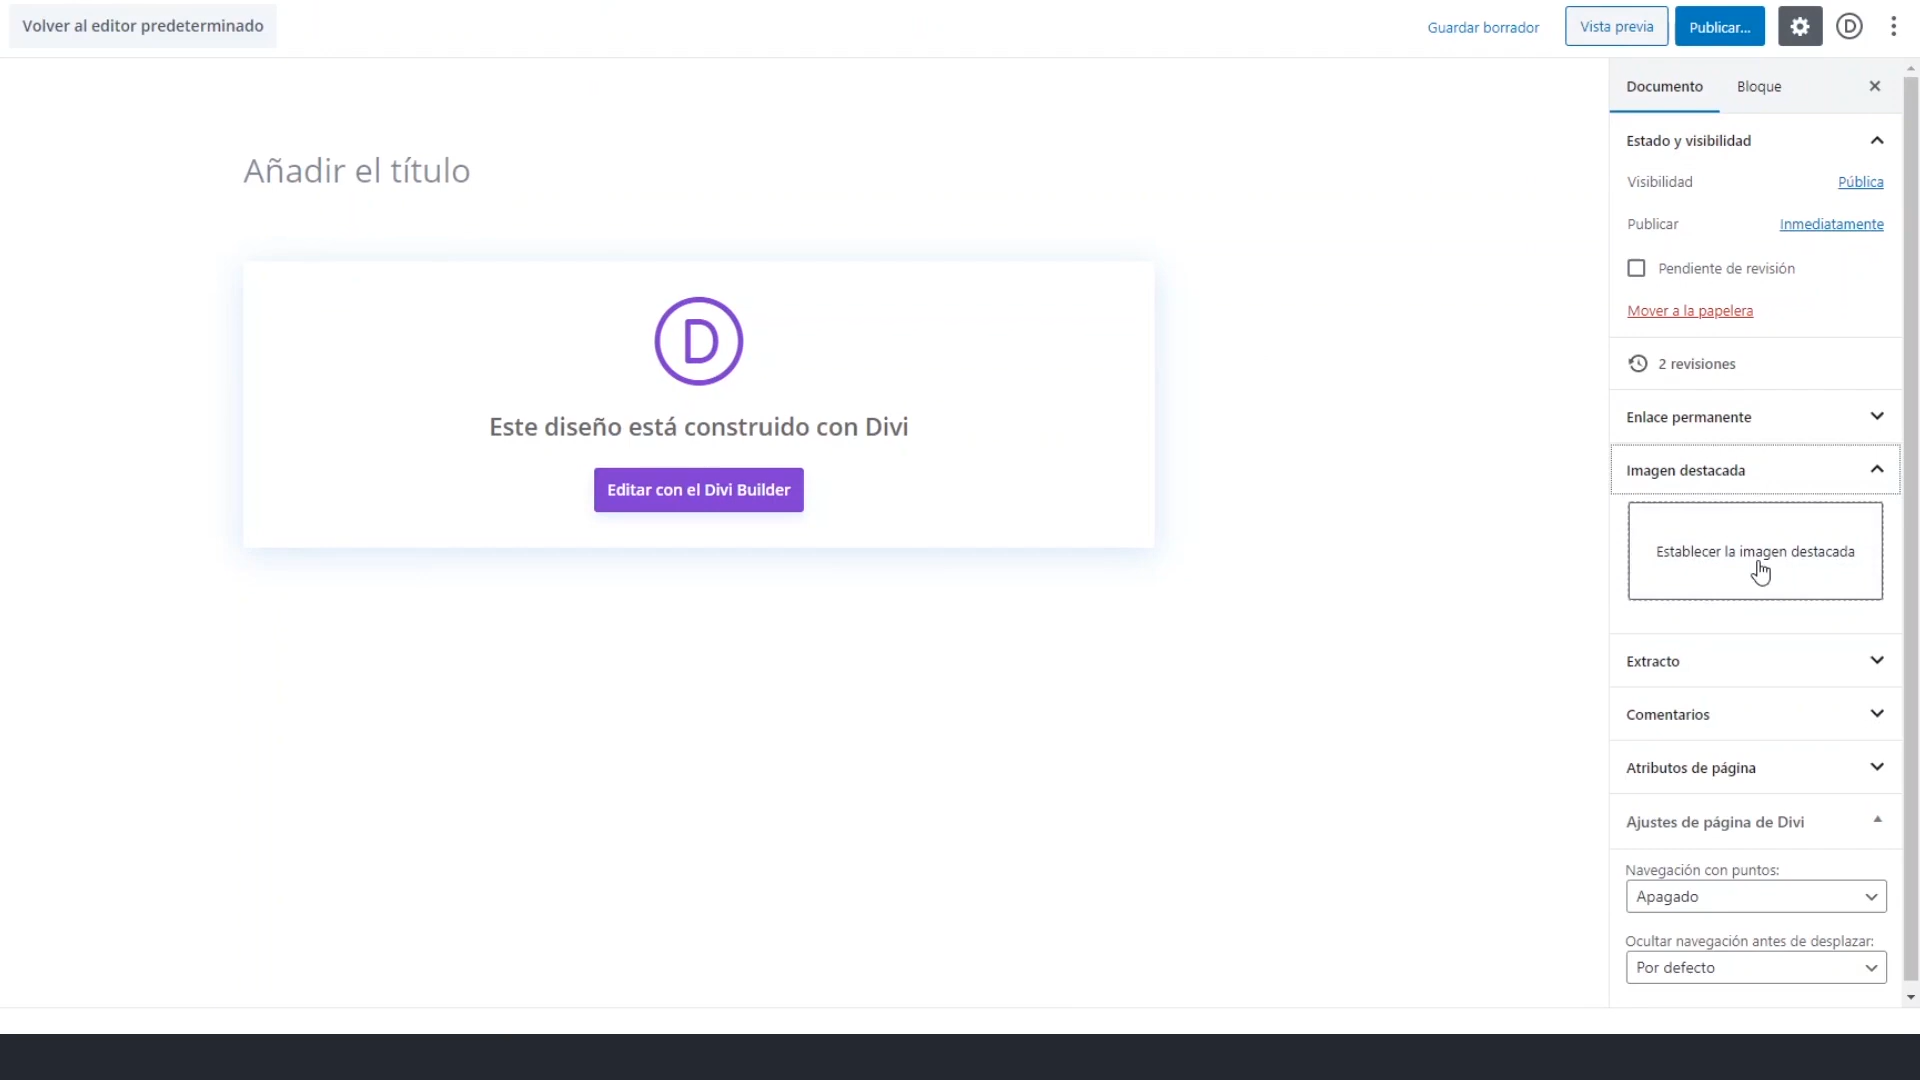 Volver al editor predeterminado
Guardar borrador
Vista previa
Publicar...
D
Documento
Bloque
Estado y visibilidad
Visibilidad
Pública
Publicar
Inmediatamente
Pendiente de revisión
Mover a la papelera
2 revisiones
Enlace permanente
Imagen destacada
Establecer la imagen destacada
Extracto
Comentarios
Atributos de página
Ajustes de página de Divi
Navegación con puntos:
Apagado
Ocultar navegación antes de desplazar:
Por defecto
Añadir el título
D
Este diseño está construido con Divi
Editar con el Divi Builder